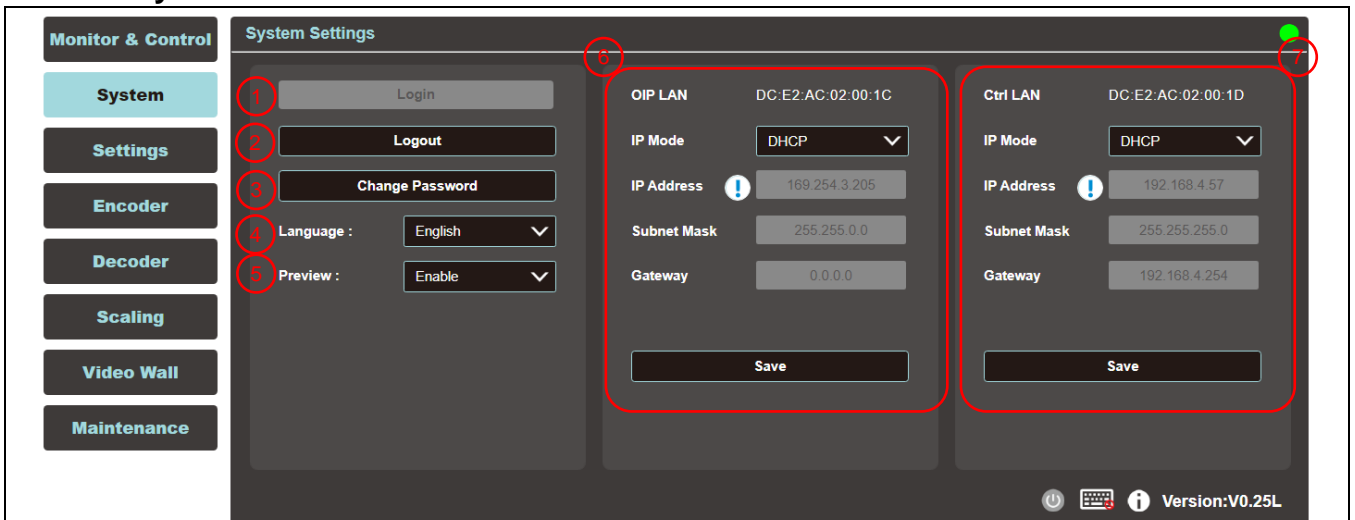 Monitor & Control
System
Settings
Encoder
Decoder
Scaling
Video Wall
Maintenance
System Settings
1 Login
2 Logout
3 Change Password
4 Language : English
5 Preview : Enable
6
OIP LAN DC:E2:AC:02:00:1C
IP Mode DHCP
IP Address 169.254.3.205
Subnet Mask 255.255.0.0
Gateway 0.0.0.0
Save
7
Ctrl LAN DC:E2:AC:02:00:1D
IP Mode DHCP
IP Address 192.168.4.57
Subnet Mask 255.255.255.0
Gateway 192.168.4.254
Save
Version:V0.25L